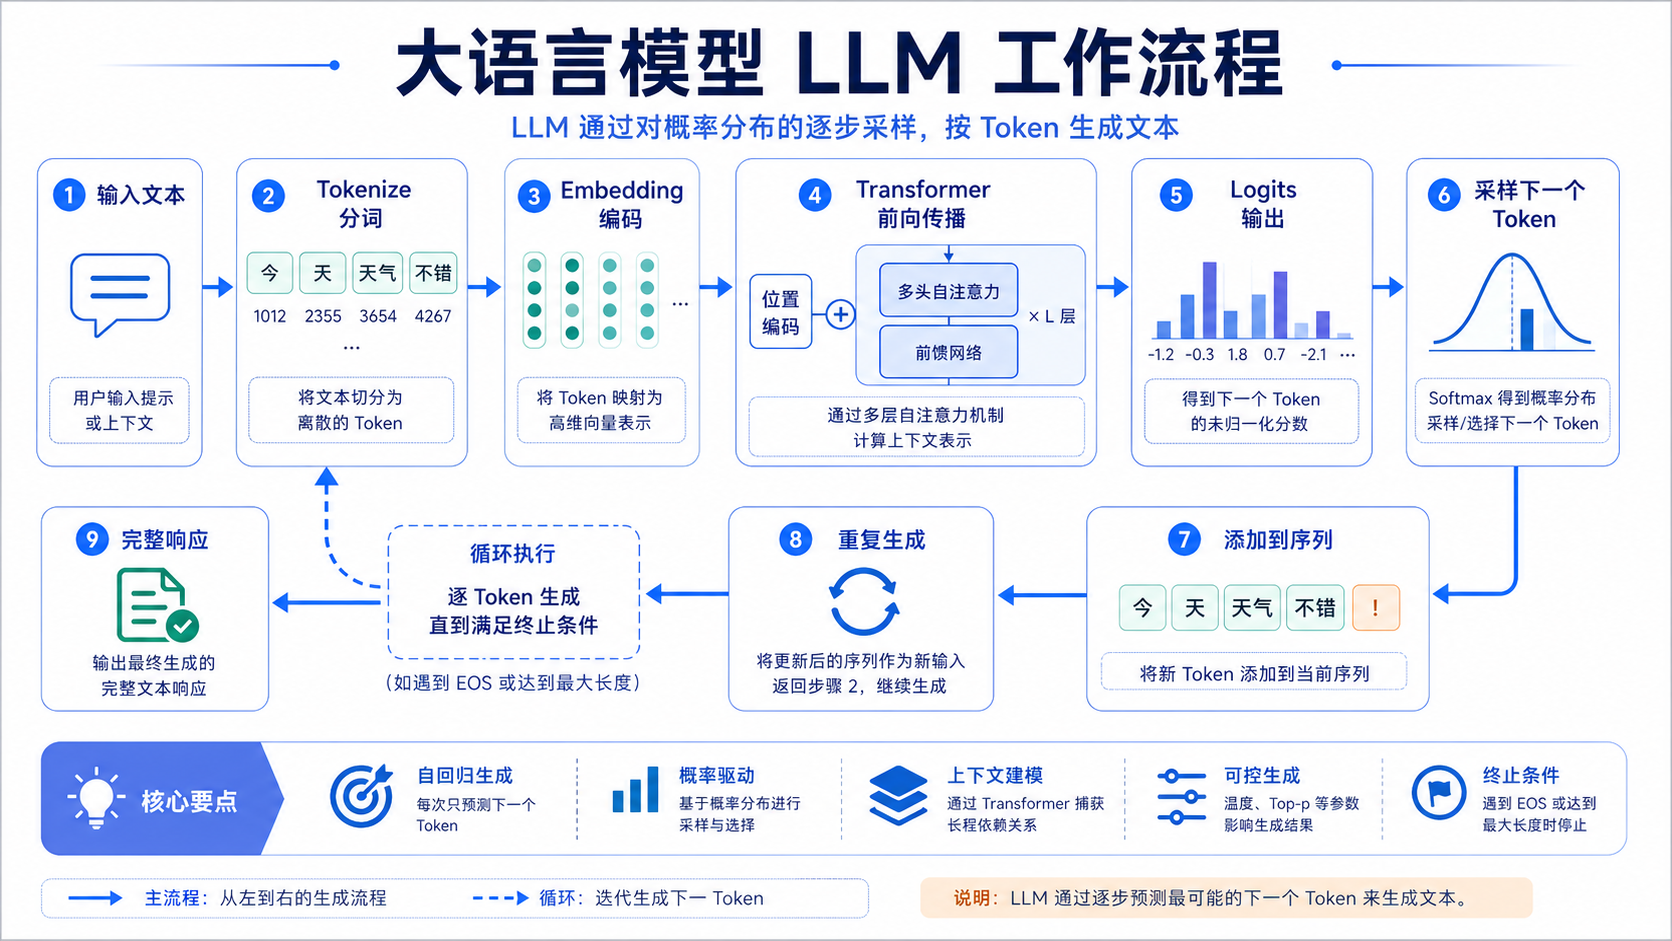 大语言模型 LLM 工作流程
LLM 通过对概率分布的逐步采样，按 Token 生成文本
1 输入文本
用户输入提示
或上下文
2 Tokenize
分词
今 天 天气 不错
1012 2355 3654 4267
...
将文本切分为
离散的 Token
3 Embedding
编码
...
将 Token 映射为
高维向量表示
4 Transformer
前向传播
位置
编码
+
多头自注意力
前馈网络
× L 层
通过多层自注意力机制
计算上下文表示
5 Logits
输出
-1.2 -0.3 1.8 0.7 -2.1 ...
得到下一个 Token
的未归一化分数
6 采样下一个
Token
Softmax 得到概率分布
采样/选择下一个 Token
7 添加到序列
今 天 天气 不错 !
将新 Token 添加到当前序列
8 重复生成
将更新后的序列作为新输入
返回步骤 2，继续生成
循环执行
逐 Token 生成
直到满足终止条件
（如遇到 EOS 或达到最大长度）
9 完整响应
输出最终生成的
完整文本响应
核心要点
自回归生成
每次只预测下一个
Token
概率驱动
基于概率分布进行
采样与选择
上下文建模
通过 Transformer 捕获
长程依赖关系
可控生成
温度、Top-p 等参数
影响生成结果
终止条件
遇到 EOS 或达到
最大长度时停止
主流程：从左到右的生成流程
循环：迭代生成下一 Token
说明：LLM 通过逐步预测最可能的下一个 Token 来生成文本。